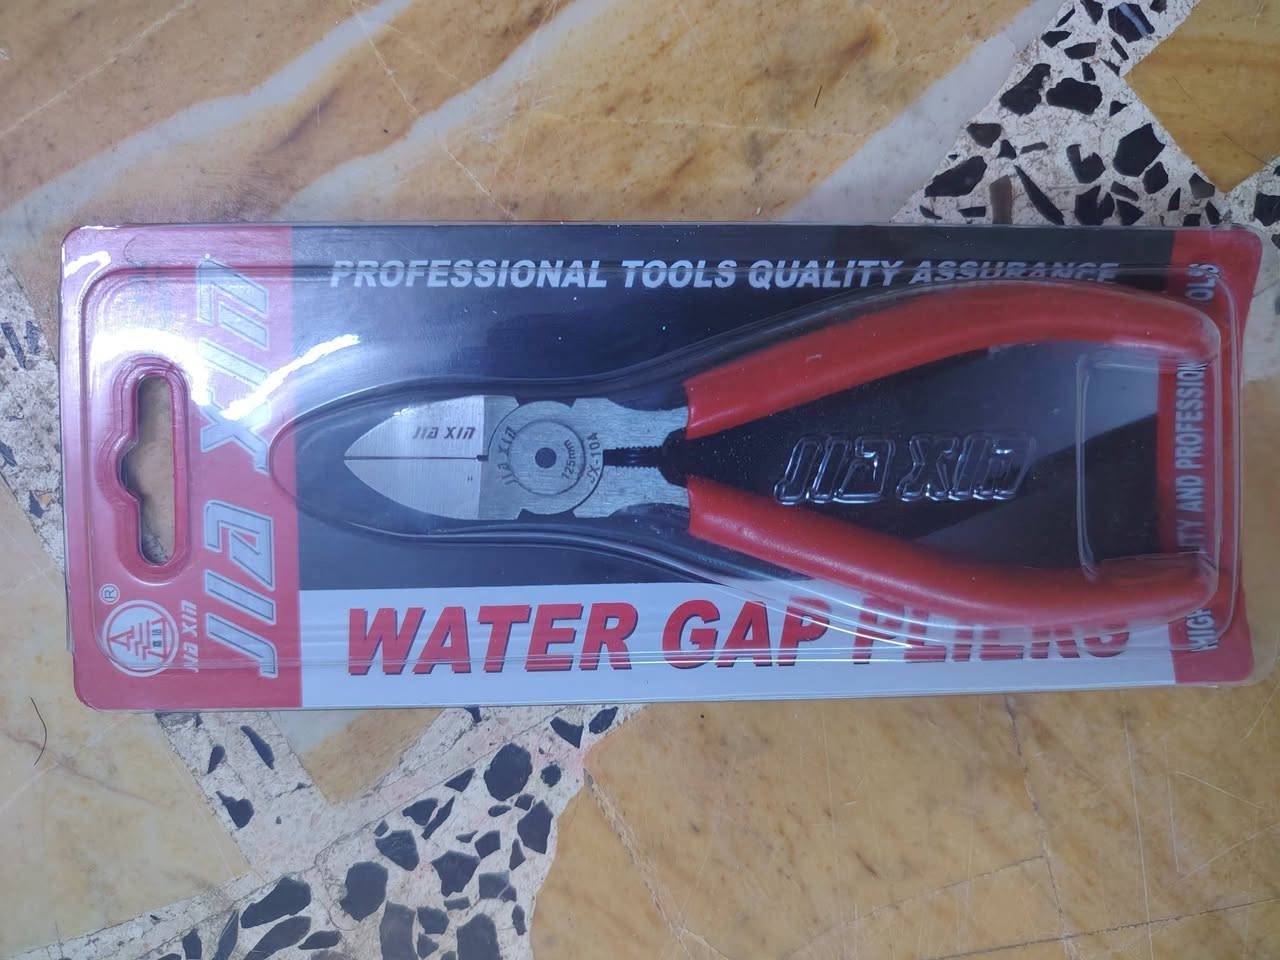 PROFESSIONAL TOOLS QUALITY ASSURANCE
JIA XIN
®
JIA XIN
JIA XIN
JIA XIN
125mm
JX-10A
JIA XIN
WATER GAP PLIERS